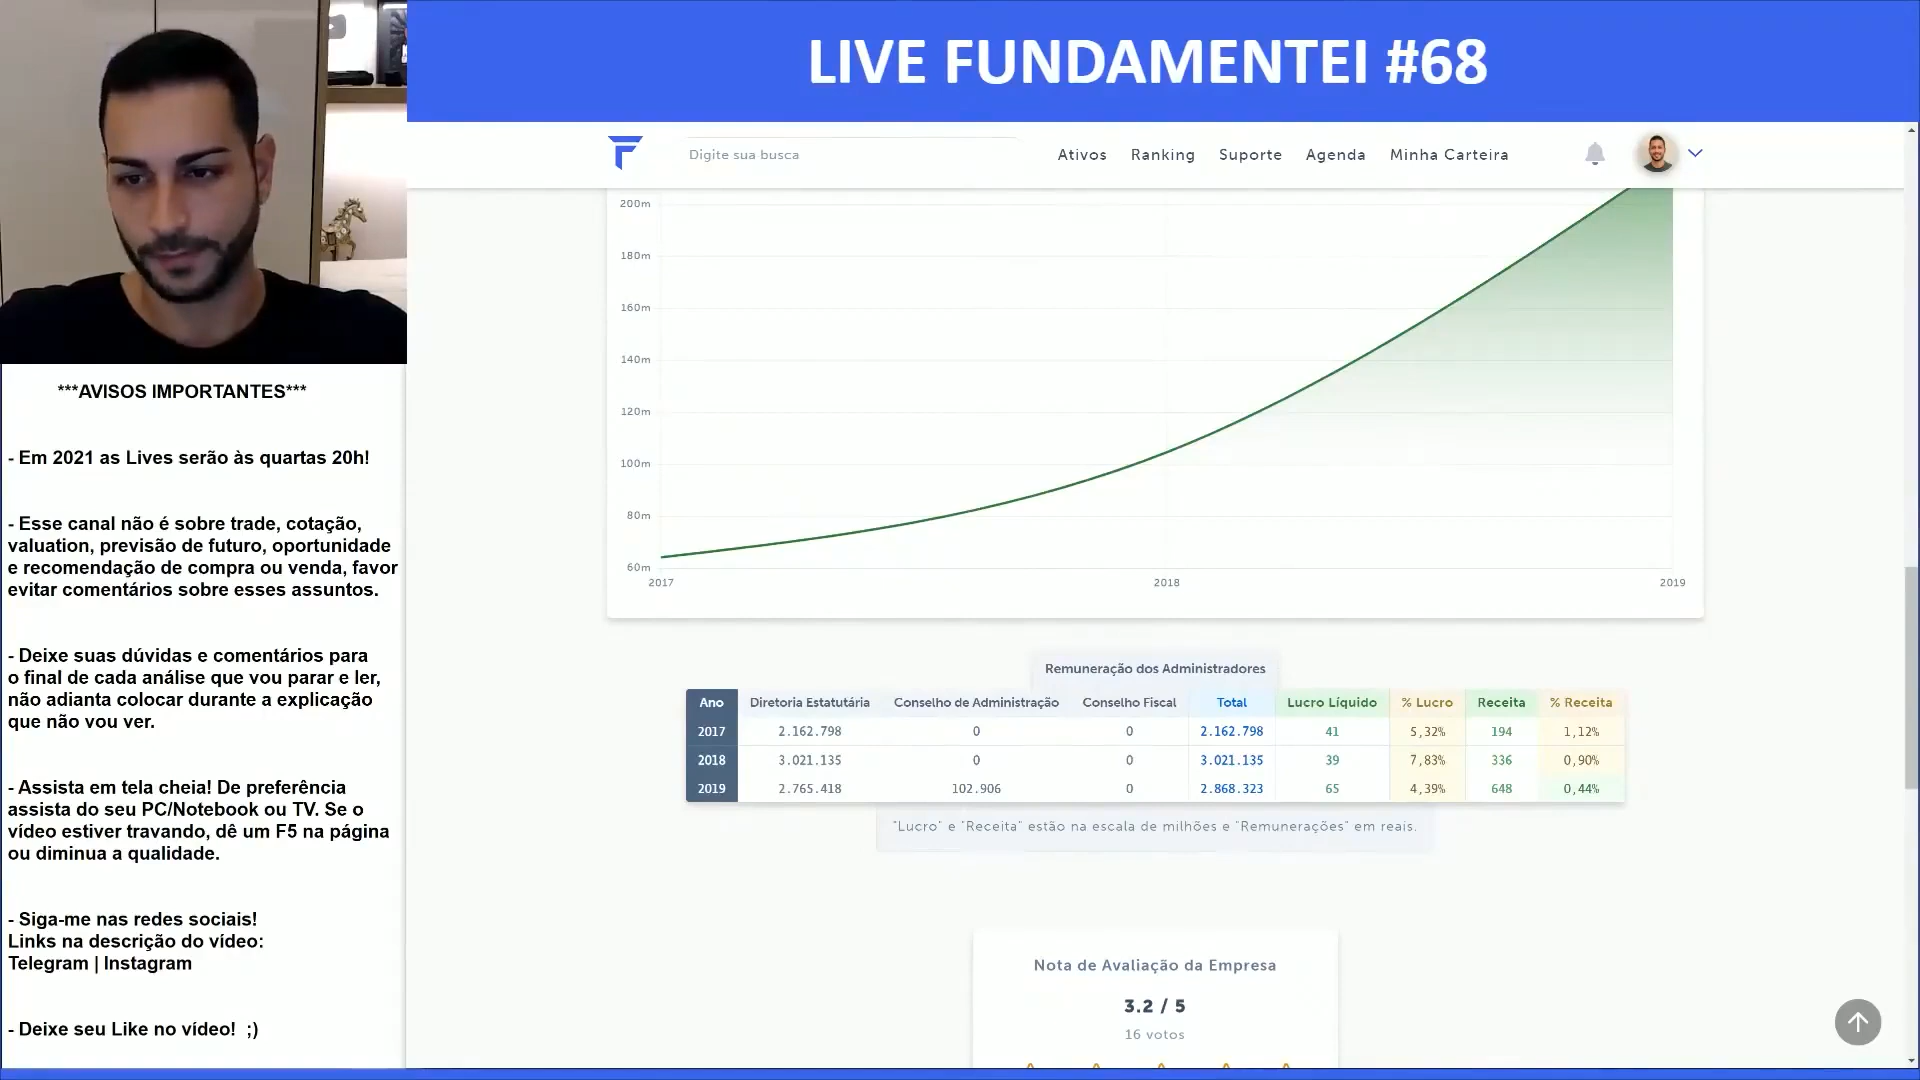 LIVE FUNDAMENTEI #68
Digite sua busca
Ativos Ranking Suporte Agenda Minha Carteira
***AVISOS IMPORTANTES***
- Em 2021 as Lives serão às quartas 20h!
- Esse canal não é sobre trade, cotação,
valuation, previsão de futuro, oportunidade
e recomendação de compra ou venda, favor
evitar comentários sobre esses assuntos.
- Deixe suas dúvidas e comentários para
o final de cada análise que vou parar e ler,
não adianta colocar durante a explicação
que não vou ver.
- Assista em tela cheia! De preferência
assista do seu PC/Notebook ou TV. Se o
vídeo estiver travando, dê um F5 na página
ou diminua a qualidade.
- Siga-me nas redes sociais!
Links na descrição do vídeo:
Telegram | Instagram
- Deixe seu Like no vídeo! ;)
200m
180m
160m
140m
120m
100m
80m
60m
2017 2018 2019
Remuneração dos Administradores
Ano Diretoria Estatutária Conselho de Administração Conselho Fiscal Total Lucro Líquido % Lucro Receita % Receita
2017 2.162.798 0 0 2.162.798 41 5,32% 194 1,12%
2018 3.021.135 0 0 3.021.135 39 7,83% 336 0,90%
2019 2.765.418 102.906 0 2.868.323 65 4,39% 648 0,44%
"Lucro" e "Receita" estão na escala de milhões e "Remunerações" em reais.
Nota de Avaliação da Empresa
3.2 / 5
16 votos